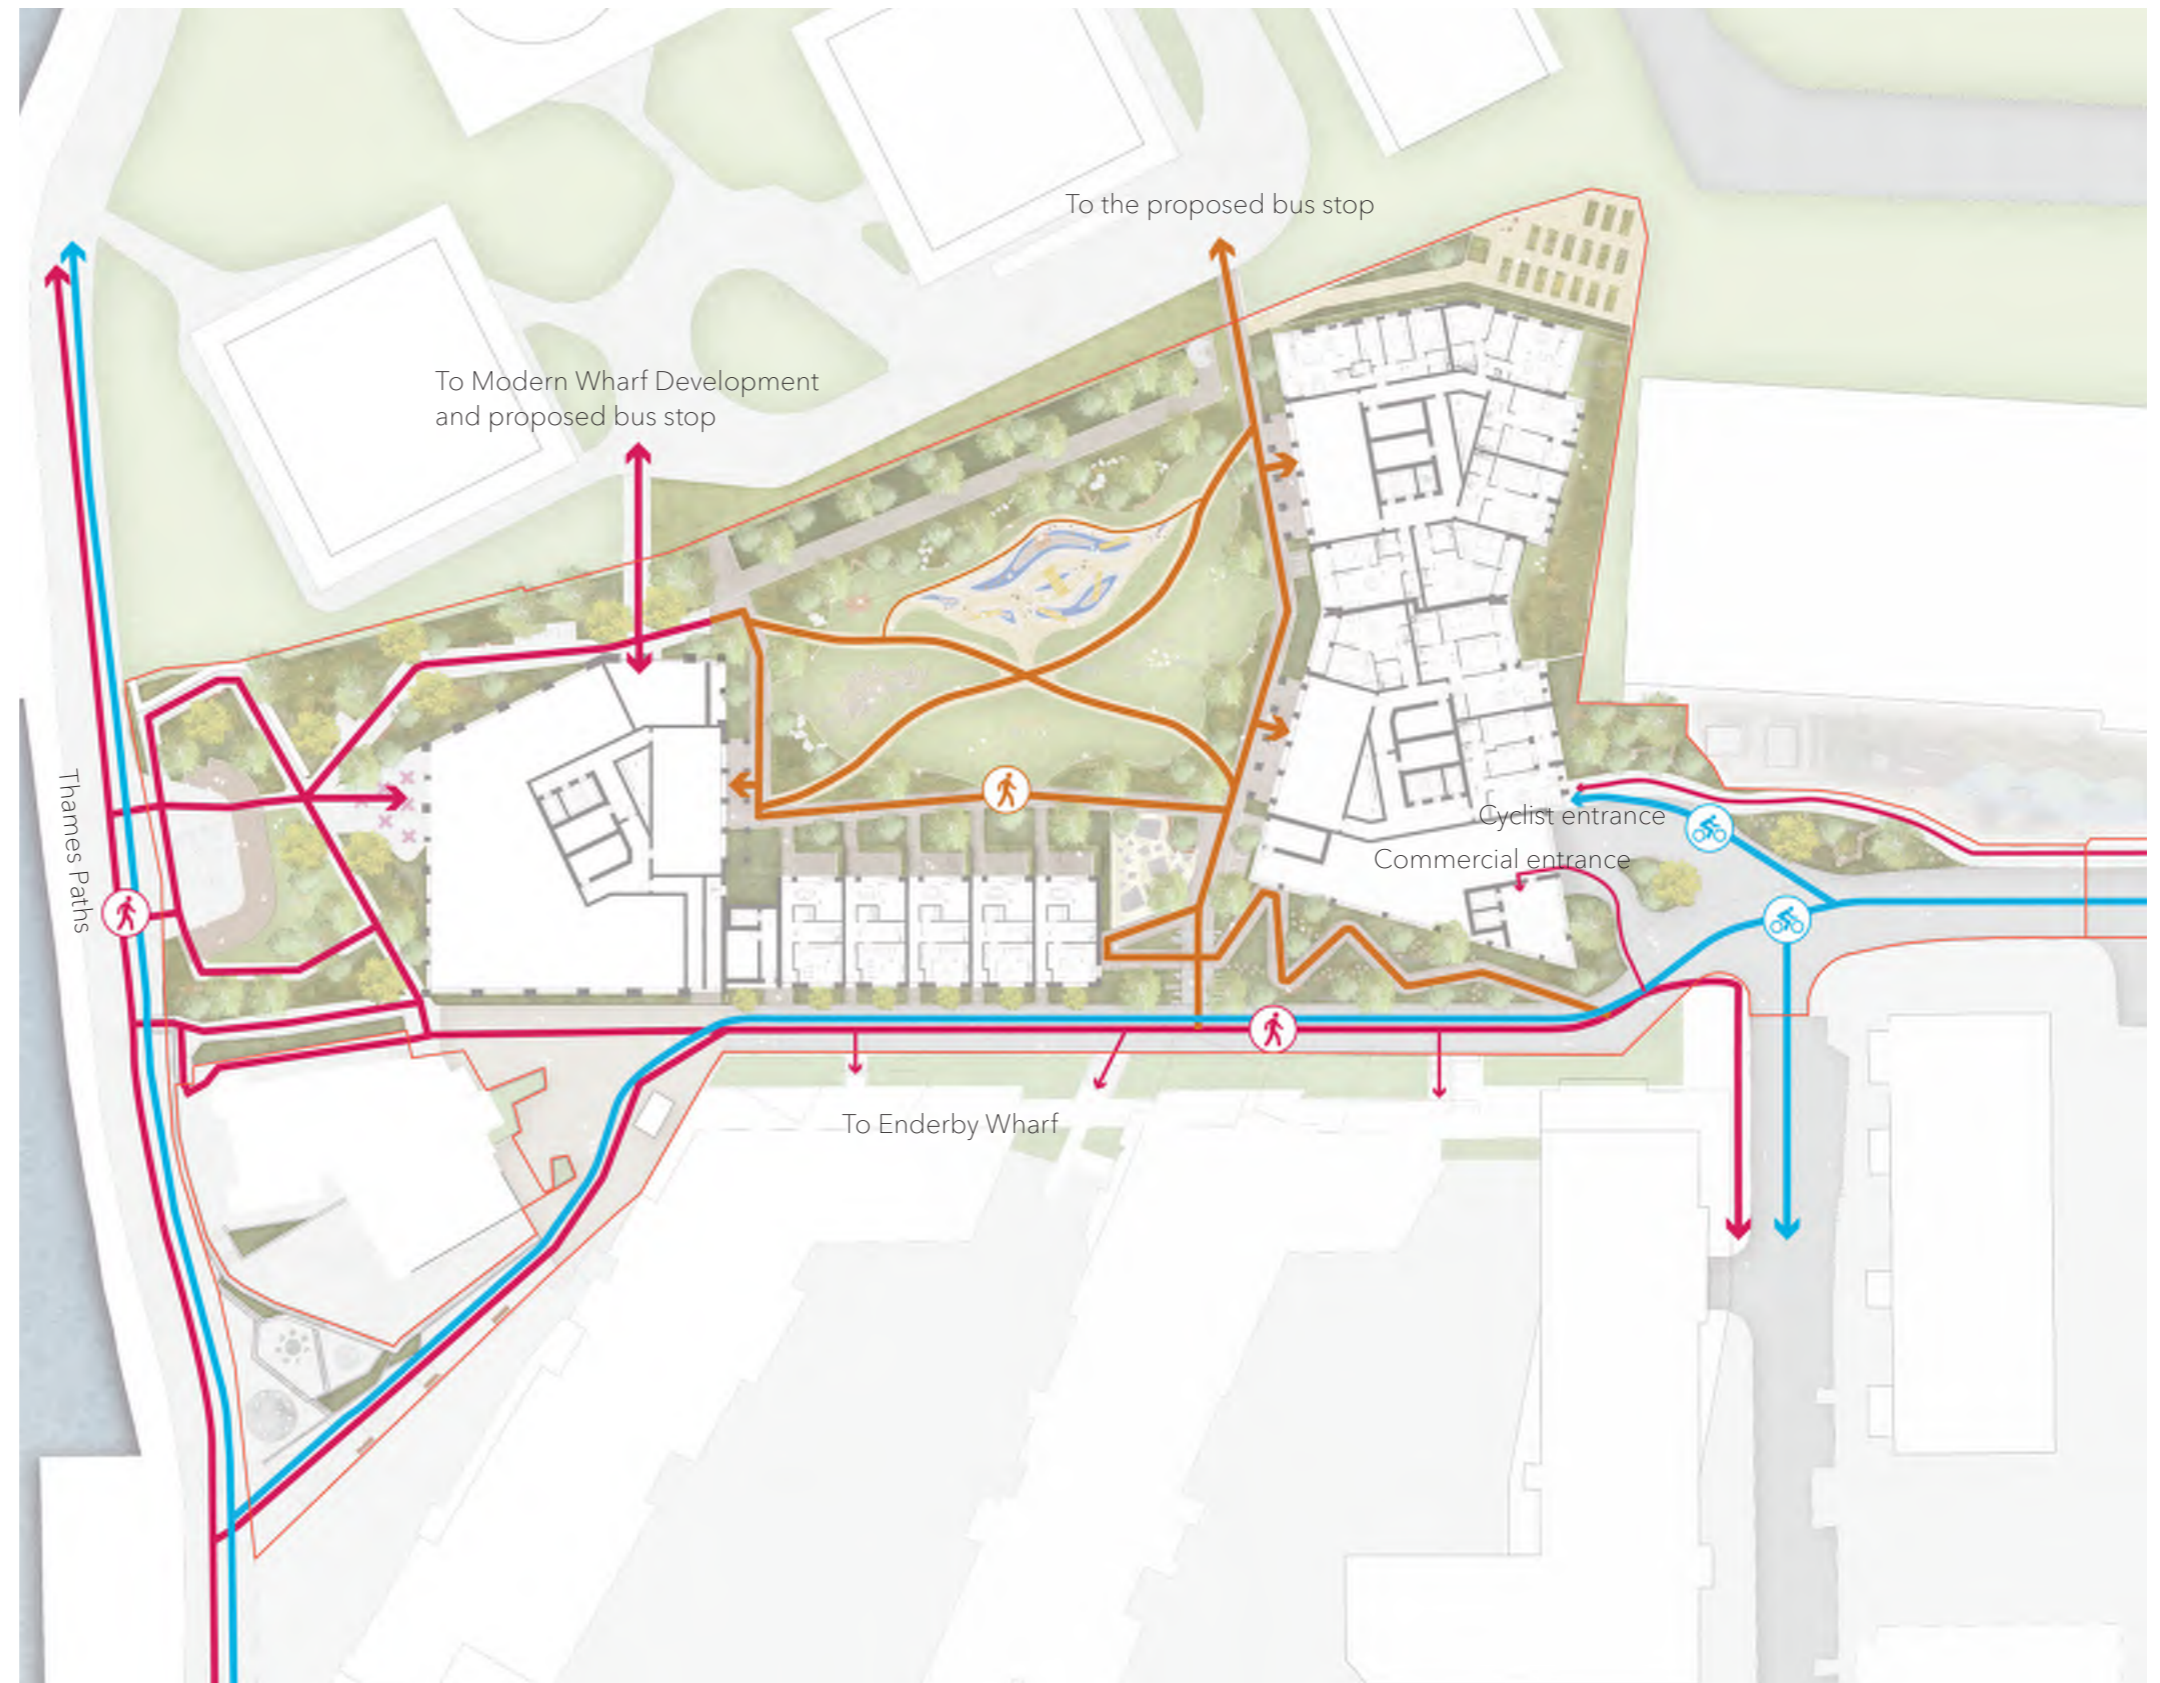 To the proposed bus stop
To Modern Wharf Development
and proposed bus stop
Thames Paths
Cyclist entrance
Commercial entrance
To Enderby Wharf